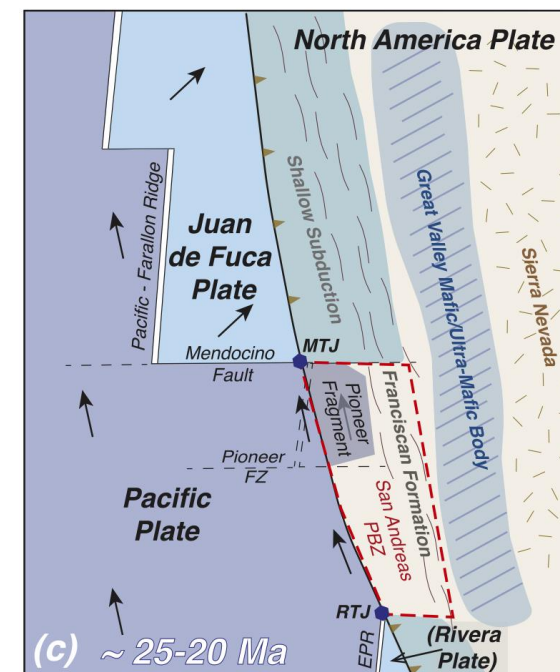 North America Plate
Pacific - Farallon Ridge
Juan
de Fuca
Plate
Shallow Subduction
Great Valley Mafic/Ultra-Mafic Body
Sierra Nevada
MTJ
Mendocino
Fault
Pioneer
Fragment
Franciscan Formation
Pioneer
FZ
San Andreas
PBZ
Pacific
Plate
RTJ
EPR
(Rivera
Plate)
(c) ~ 25-20 Ma